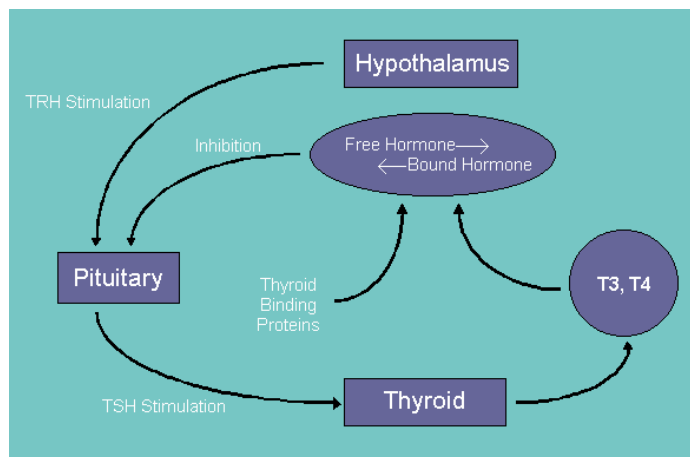 Hypothalamus
TRH Stimulation
Inhibition
Free Hormone
Bound Hormone
Pituitary
Thyroid
Binding
Proteins
T3, T4
TSH Stimulation
Thyroid